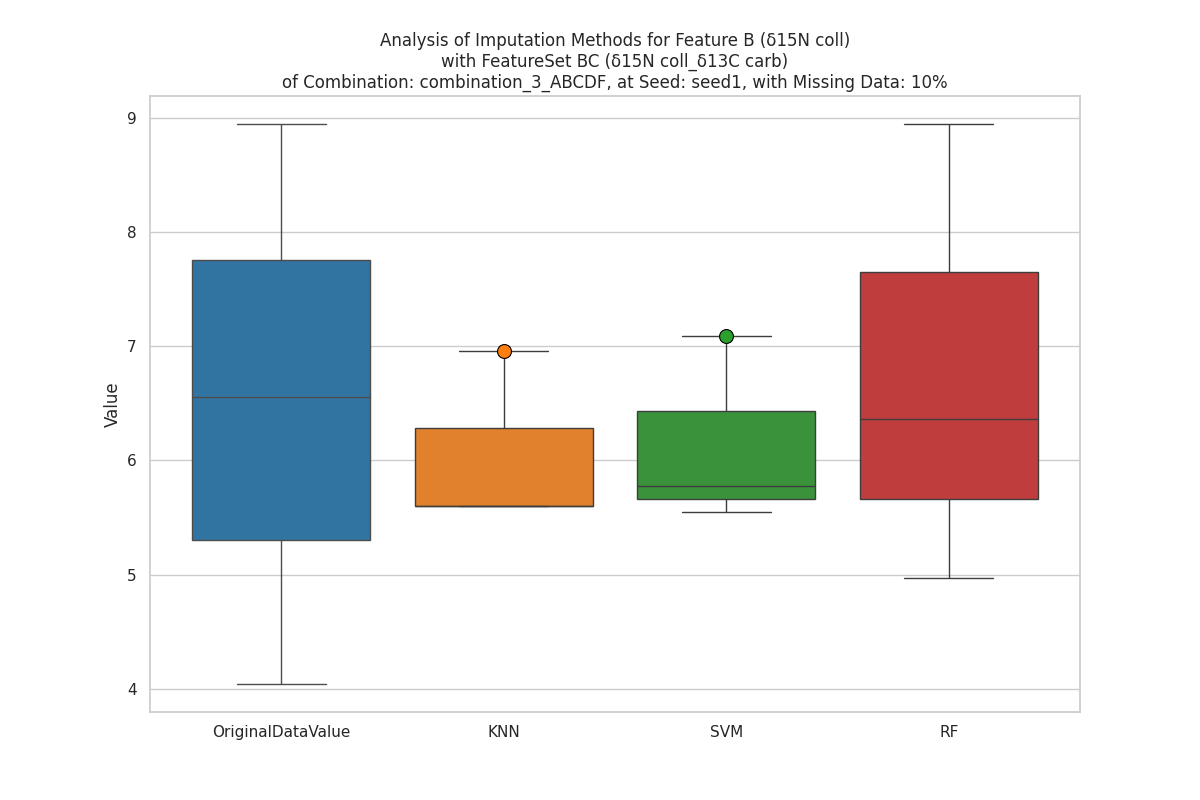 Analysis of Imputation Methods for Feature B (δ15N coll)
with FeatureSet BC (δ15N coll_δ13C carb)
of Combination: combination_3_ABCDF, at Seed: seed1, with Missing Data: 10%
9
8
7
6
5
4
Value
OriginalDataValue
KNN
SVM
RF